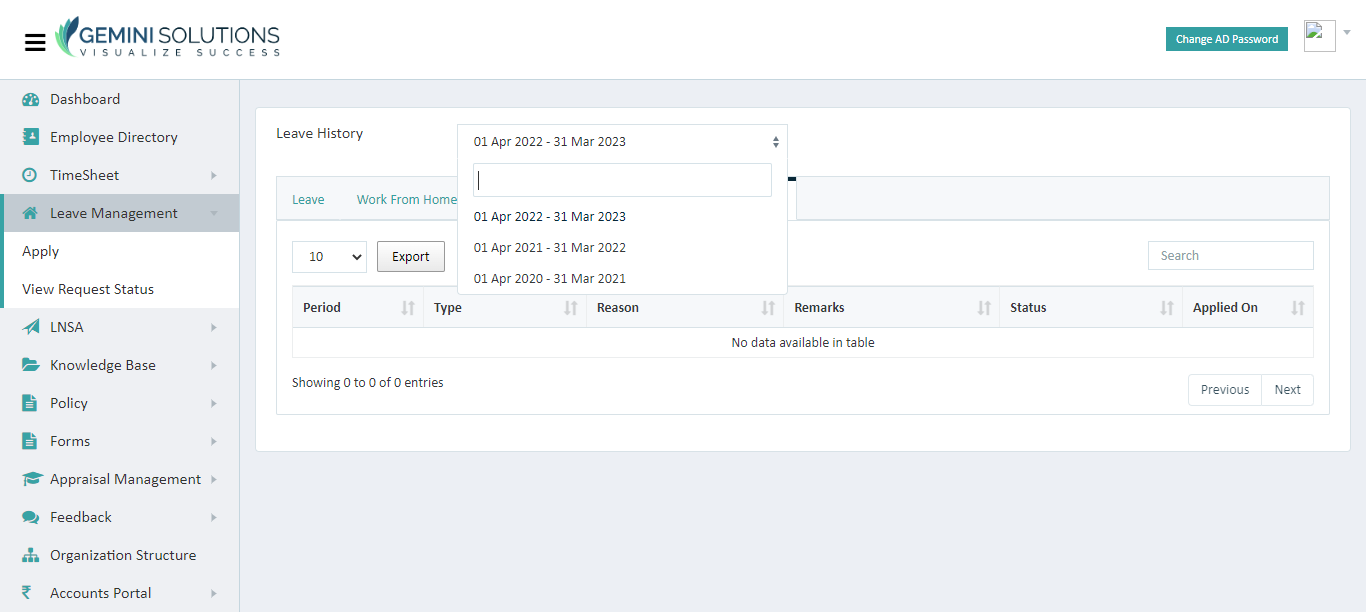 GEMINI SOLUTIONS
VISUALIZE SUCCESS
Change AD Password
Dashboard
Employee Directory
TimeSheet
Leave Management
Apply
View Request Status
LNSA
Knowledge Base
Policy
Forms
Appraisal Management
Feedback
Organization Structure
Accounts Portal
Leave History
01 Apr 2022 - 31 Mar 2023
01 Apr 2022 - 31 Mar 2023
01 Apr 2021 - 31 Mar 2022
01 Apr 2020 - 31 Mar 2021
Leave Work From Home
10 Export Search
Period Type Reason Remarks Status Applied On
No data available in table
Showing 0 to 0 of 0 entries
Previous Next